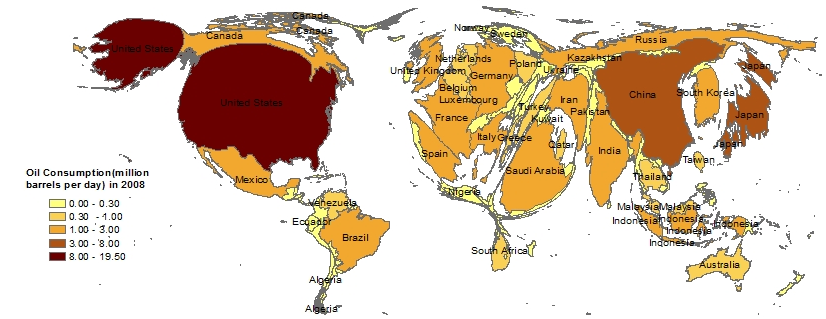 Canada
Canada
Canada
United States
United States
Mexico
Venezuela
Ecuador
Brazil
Algeria
Algeria
Norway
Sweden
Netherlands
United Kingdom
Belgium
Luxembourg
Germany
Poland
Ukraine
France
Spain
Italy
Greece
Turkey
Kuwait
Qatar
Saudi Arabia
Nigeria
South Africa
Russia
Kazakhstan
Iran
Pakistan
India
China
South Korea
Japan
Japan
Japan
Taiwan
Thailand
Malaysia
Malaysia
Indonesia
Indonesia
Indonesia
Indonesia
Indonesia
Australia
Oil Consumption(million
barrels per day) in 2008
0.00 - 0.30
0.30 - 1.00
1.00 - 3.00
3.00 - 8.00
8.00 - 19.50